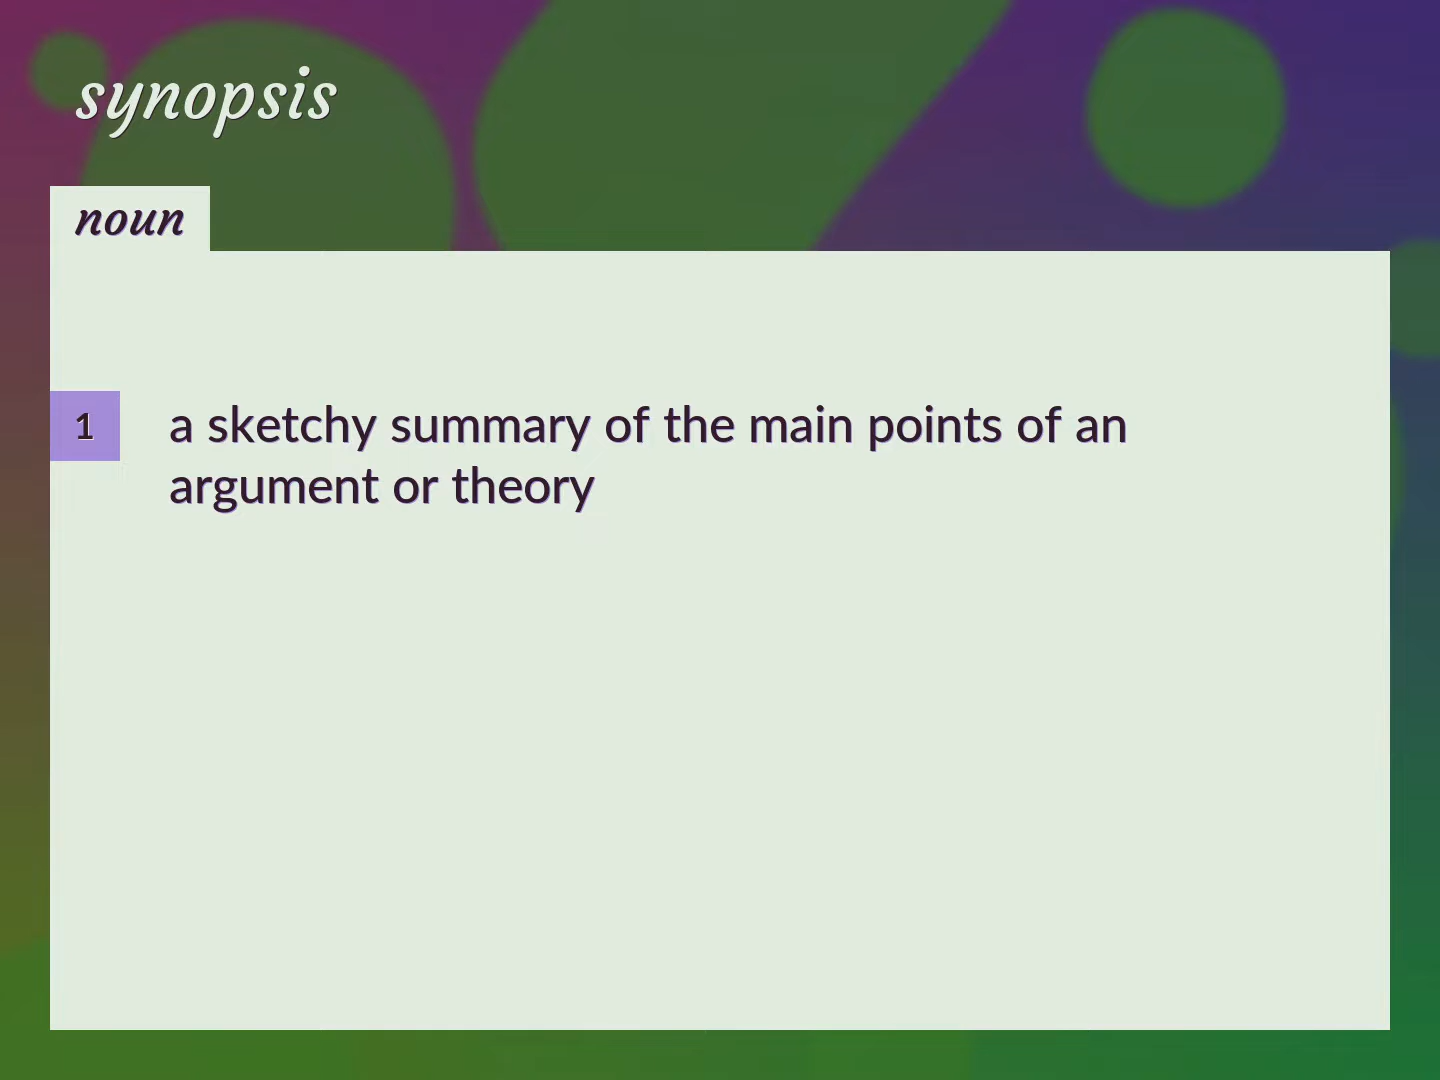 synopsis
noun
1
a sketchy summary of the main points of an
argument or theory